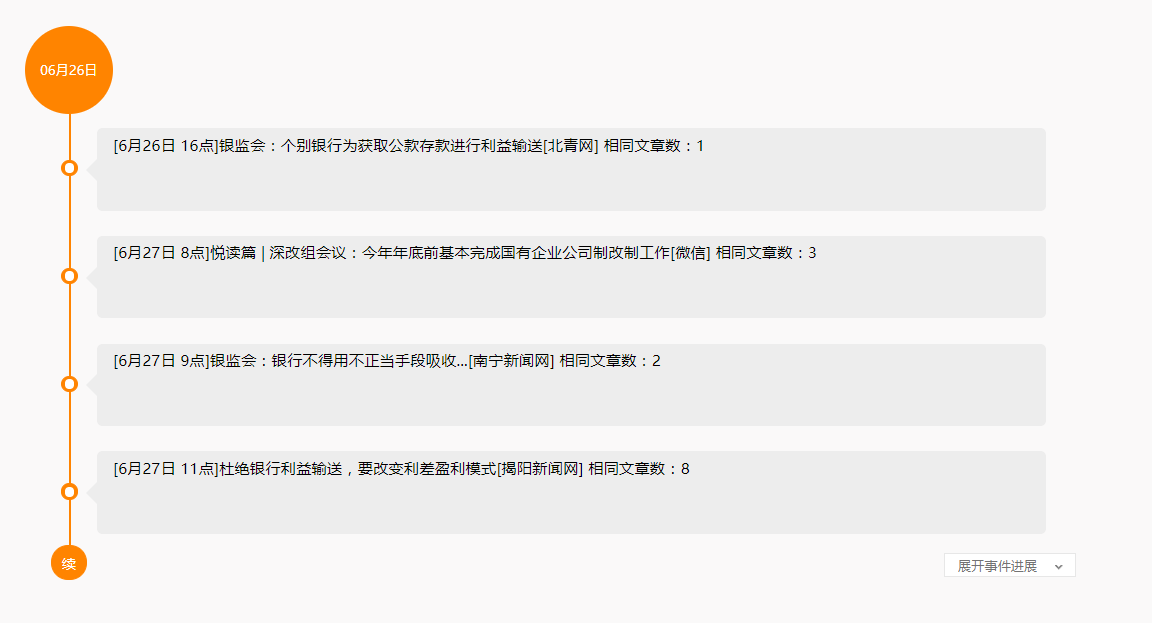 06月26日
[6月26日 16点]银监会：个别银行为获取公款存款进行利益输送[北青网] 相同文章数：1
[6月27日 8点]悦读篇 | 深改组会议：今年年底前基本完成国有企业公司制改制工作[微信] 相同文章数：3
[6月27日 9点]银监会：银行不得用不正当手段吸收...[南宁新闻网] 相同文章数：2
[6月27日 11点]杜绝银行利益输送，要改变利差盈利模式[揭阳新闻网] 相同文章数：8
续
展开事件进展